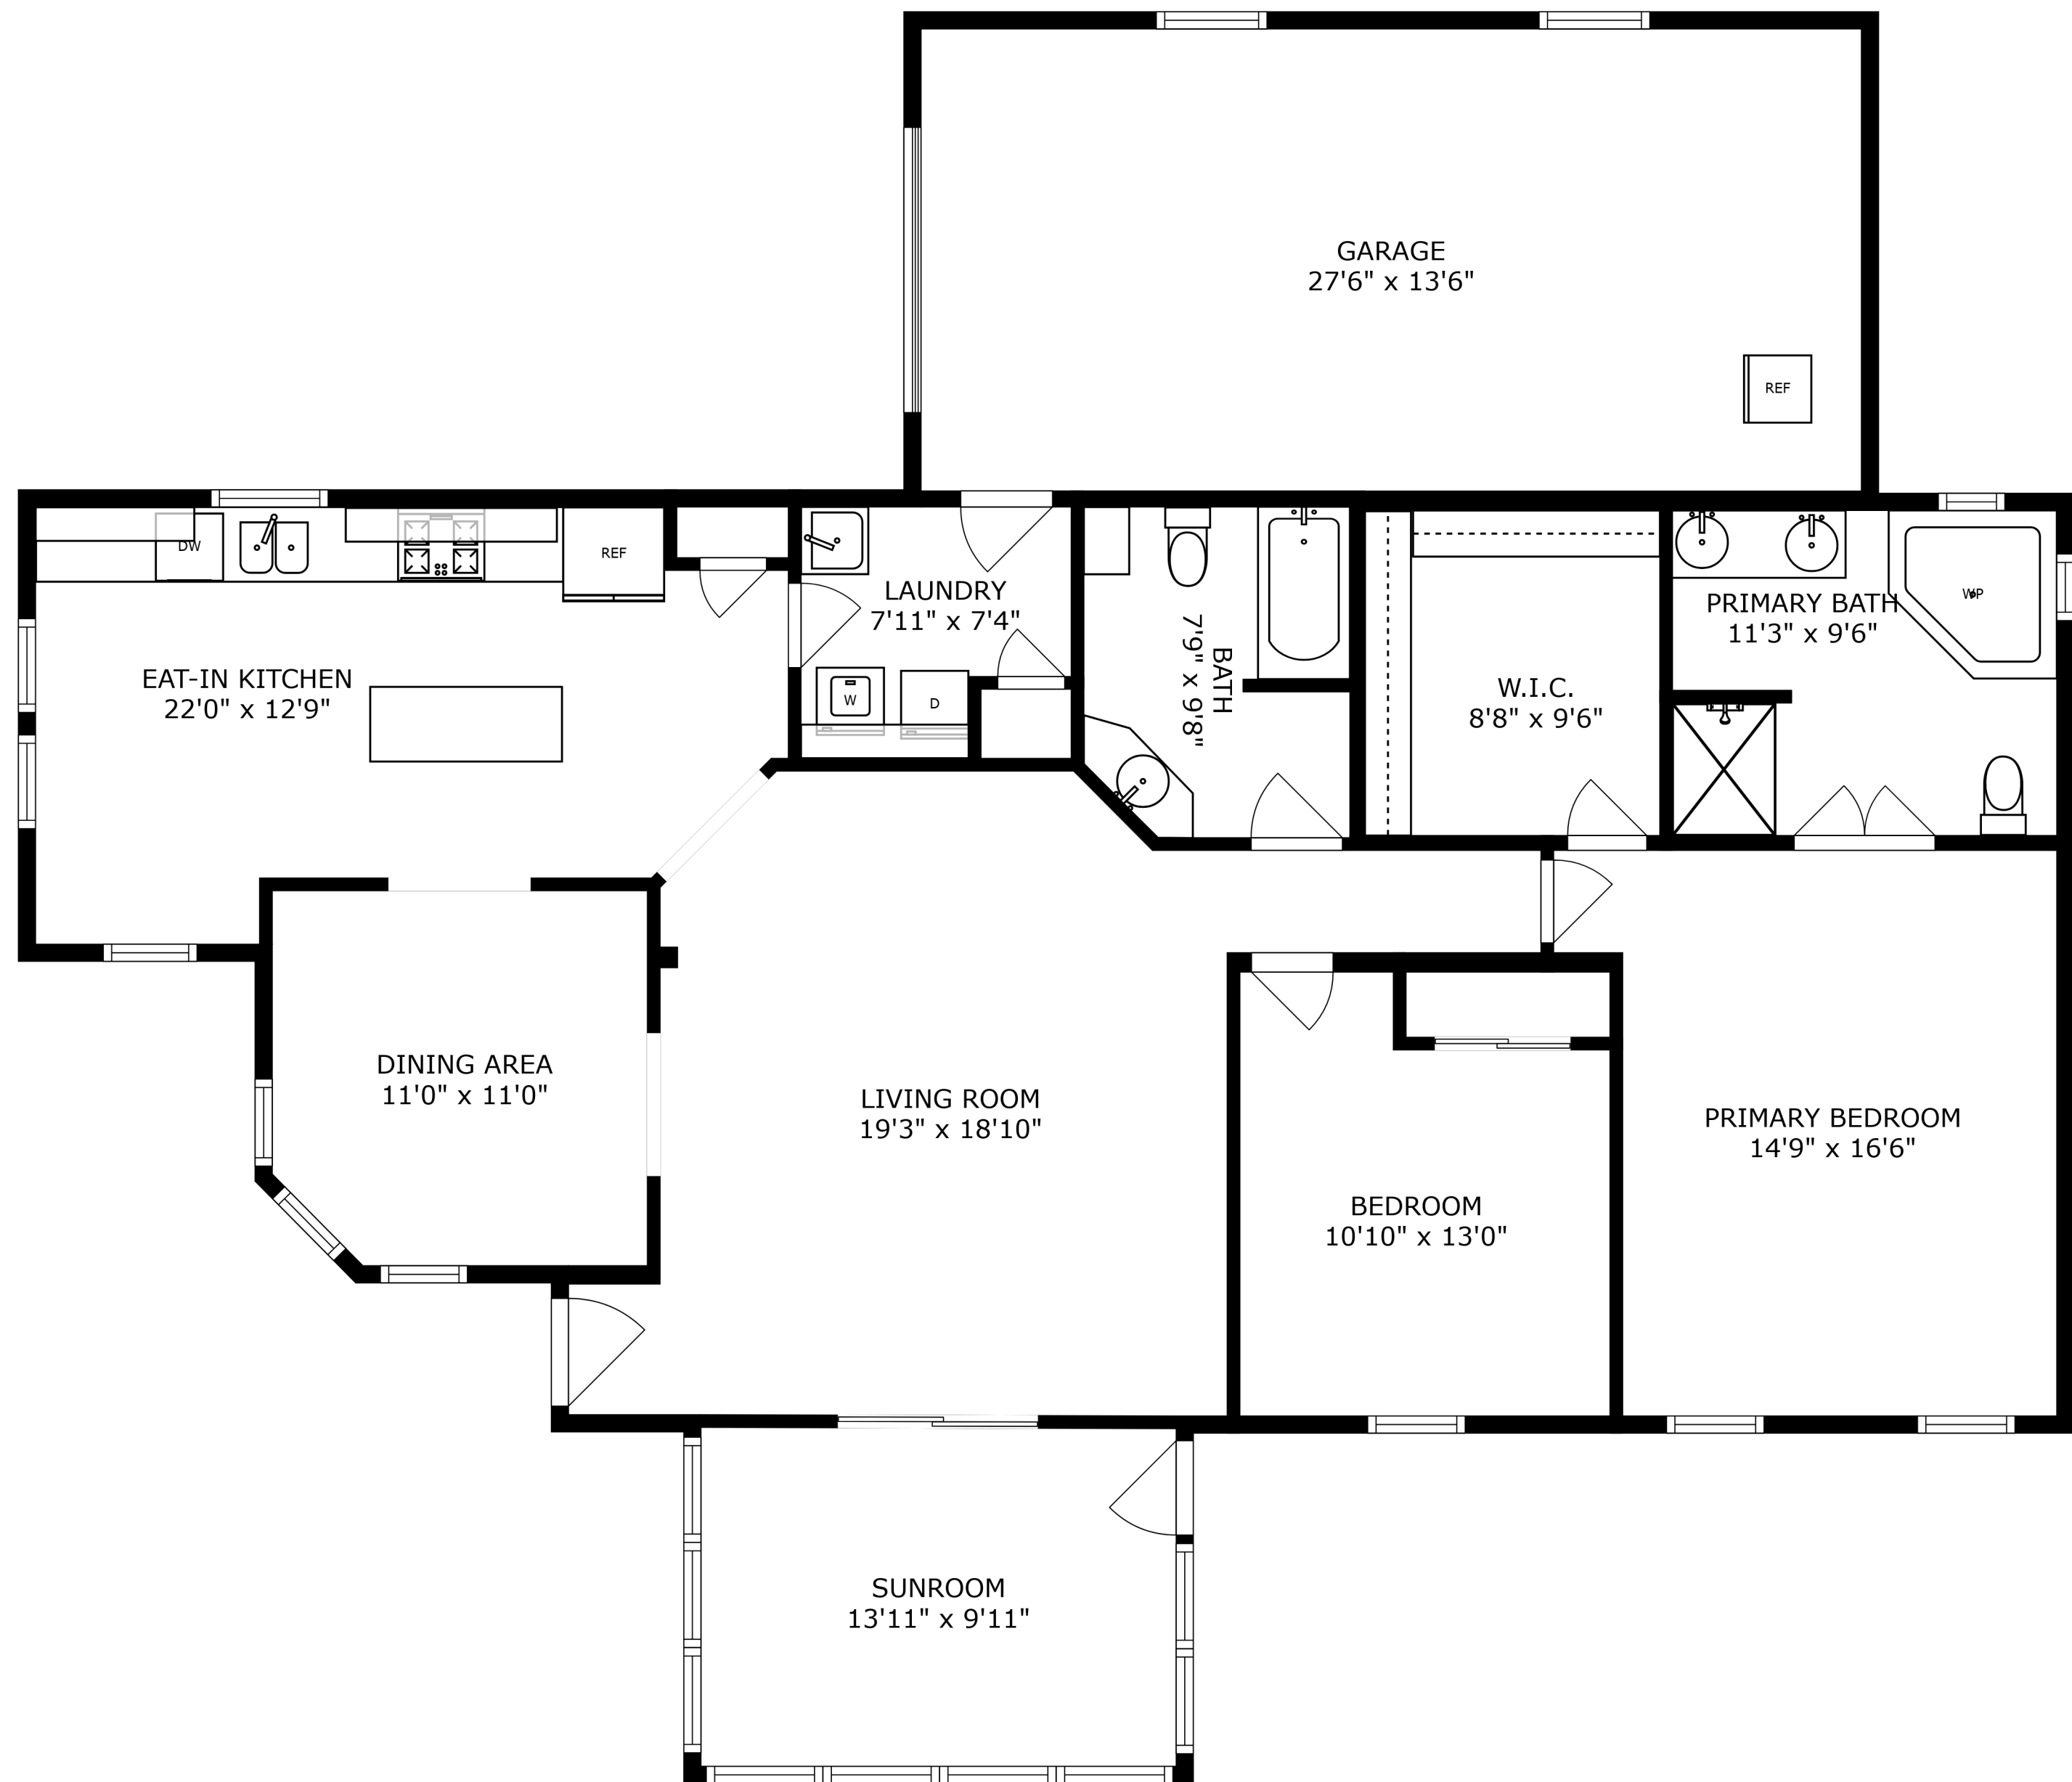 GARAGE
27'6" x 13'6"
REF
DW
REF
LAUNDRY
7'11" x 7'4"
W
D
BATH
7'9" x 9'8"
W.I.C.
8'8" x 9'6"
PRIMARY BATH
11'3" x 9'6"
WP
EAT-IN KITCHEN
22'0" x 12'9"
DINING AREA
11'0" x 11'0"
LIVING ROOM
19'3" x 18'10"
BEDROOM
10'10" x 13'0"
PRIMARY BEDROOM
14'9" x 16'6"
SUNROOM
13'11" x 9'11"